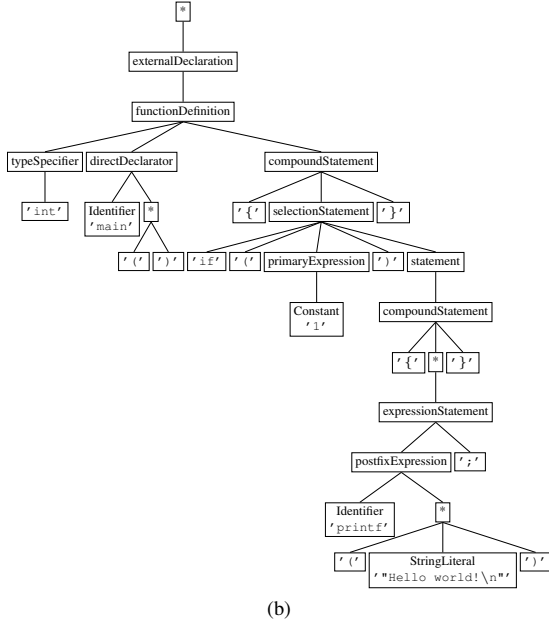 *
externalDeclaration
functionDefinition
typeSpecifier directDeclarator compoundStatement
'int' Identifier * '{' selectionStatement '}'
'main'
'(' ')' 'if' '(' primaryExpression ')' statement
Constant compoundStatement
'1'
'{' * '}'
expressionStatement
postfixExpression ';'
Identifier *
'printf'
'(' StringLiteral ')'
'"Hello world!\n"'
(b)